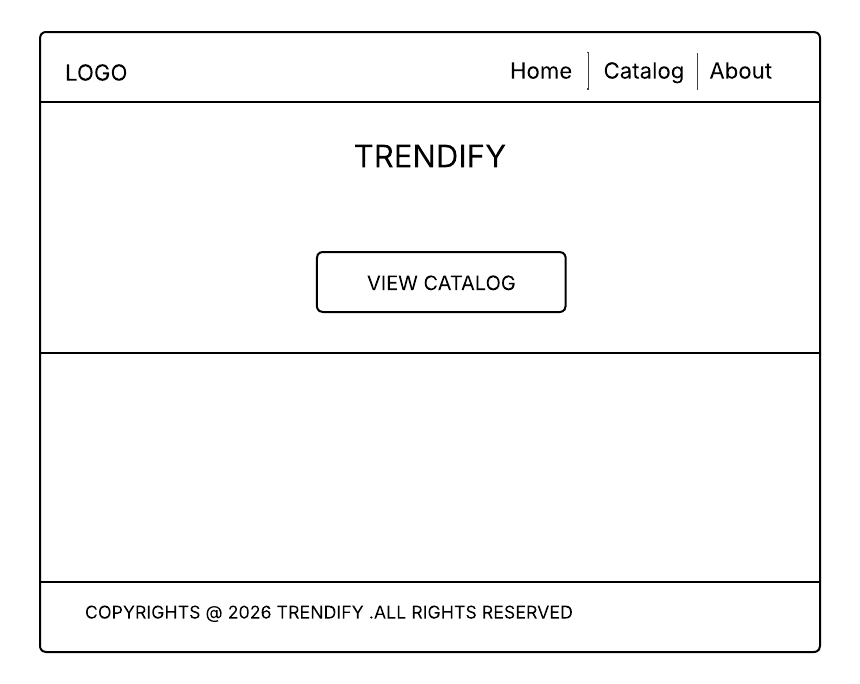 LOGO
Home Catalog About
TRENDIFY
VIEW CATALOG
COPYRIGHTS @ 2026 TRENDIFY .ALL RIGHTS RESERVED